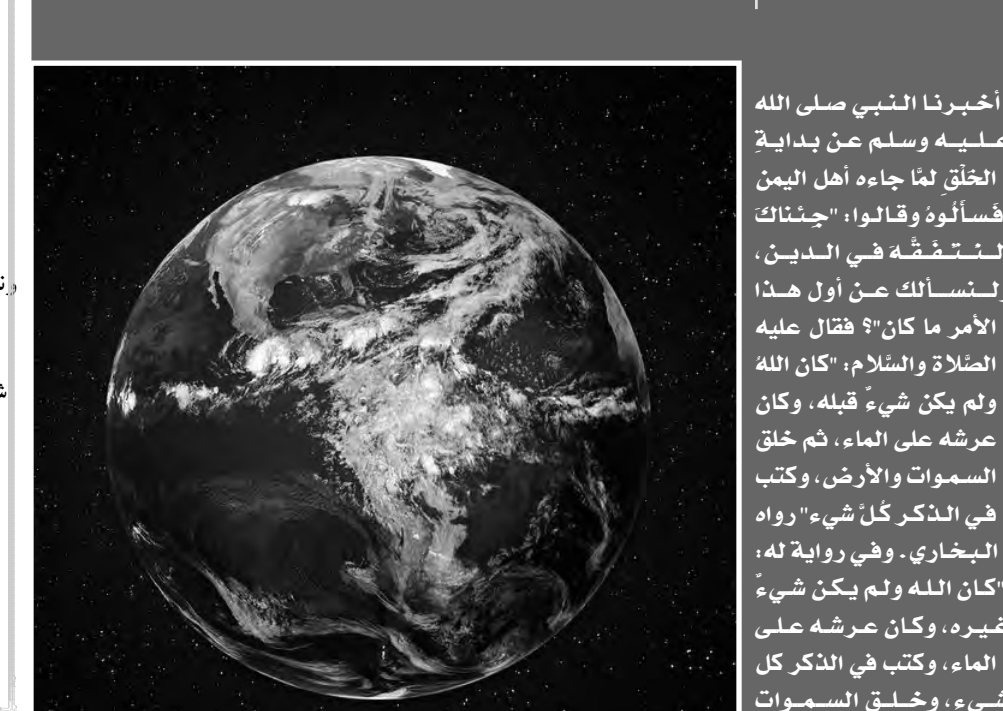 أخبرنا النبي صلى الله
عليه وسلم عن بدايةِ
الخَلْقِ لمَّا جاءه أهل اليمن
فَسأَلُوهُ وقالوا: "جِئناكَ
لنتفَقَّهَ في الدين،
لنسألك عن أول هذا
الأمر ما كان"؟ فقال عليه
الصَّلاة والسَّلام: "كان اللهُ
ولم يكن شيءٌ قبله، وكان
عرشه على الماء، ثم خلق
السموات والأرض، وكتب
في الذكر كُلَّ شيء" رواه
البخاري. وفي رواية له:
"كان الله ولم يكن شيءٌ
غيره، وكان عرشه على
الماء، وكتب في الذكر كل
شيء، وخلق السموات